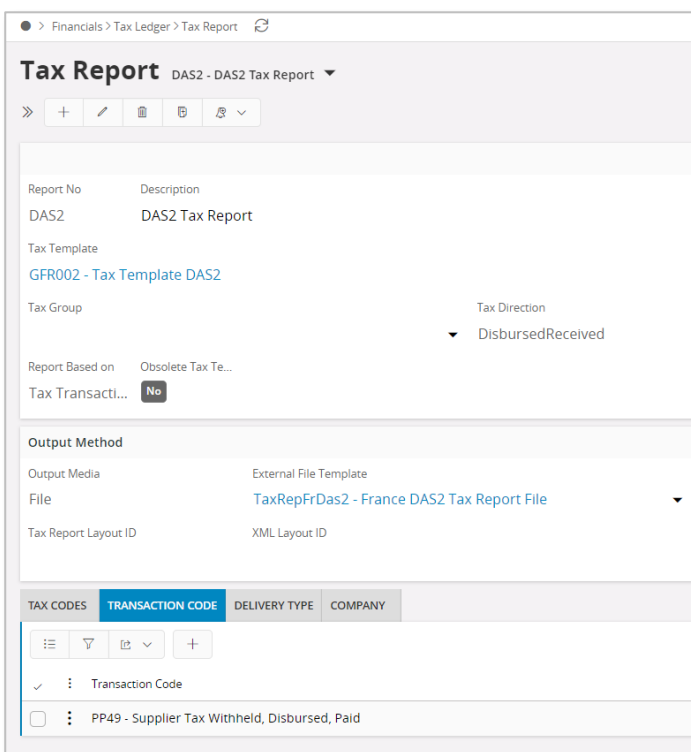 > Financials > Tax Ledger > Tax Report
Tax Report DAS2 - DAS2 Tax Report
Report No Description
DAS2 DAS2 Tax Report
Tax Template
GFR002 - Tax Template DAS2
Tax Group Tax Direction
DisbursedReceived
Report Based on Obsolete Tax Te...
Tax Transacti... No
Output Method
Output Media External File Template
File TaxRepFrDas2 - France DAS2 Tax Report File
Tax Report Layout ID XML Layout ID
TAX CODES TRANSACTION CODE DELIVERY TYPE COMPANY
Transaction Code
PP49 - Supplier Tax Withheld, Disbursed, Paid